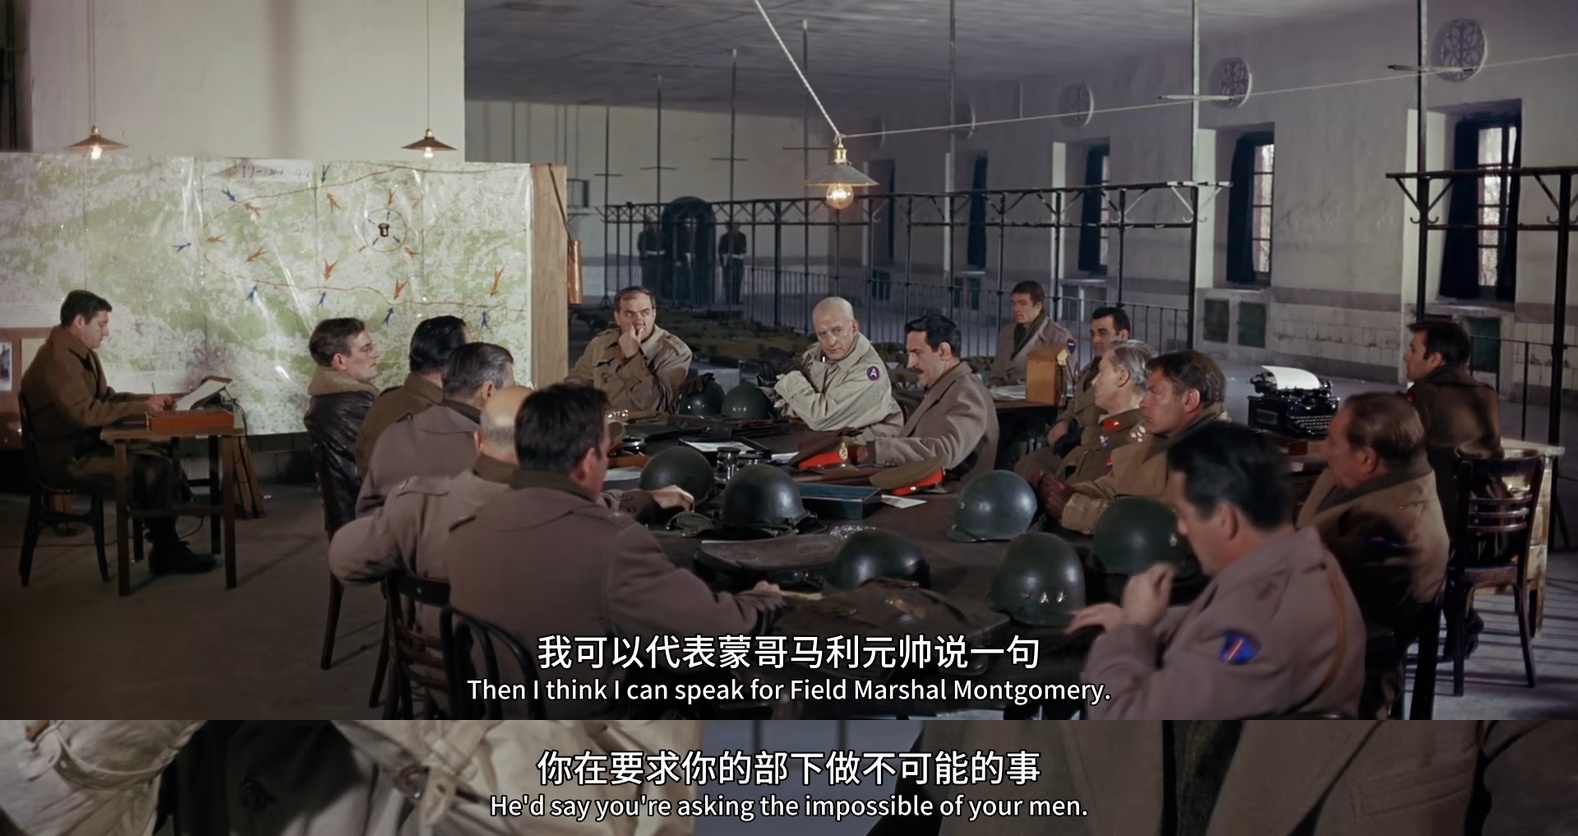 我可以代表蒙哥马利元帅说一句
Then I think I can speak for Field Marshal Montgomery.
你在要求你的部下做不可能的事
He'd say you're asking the impossible of your men.